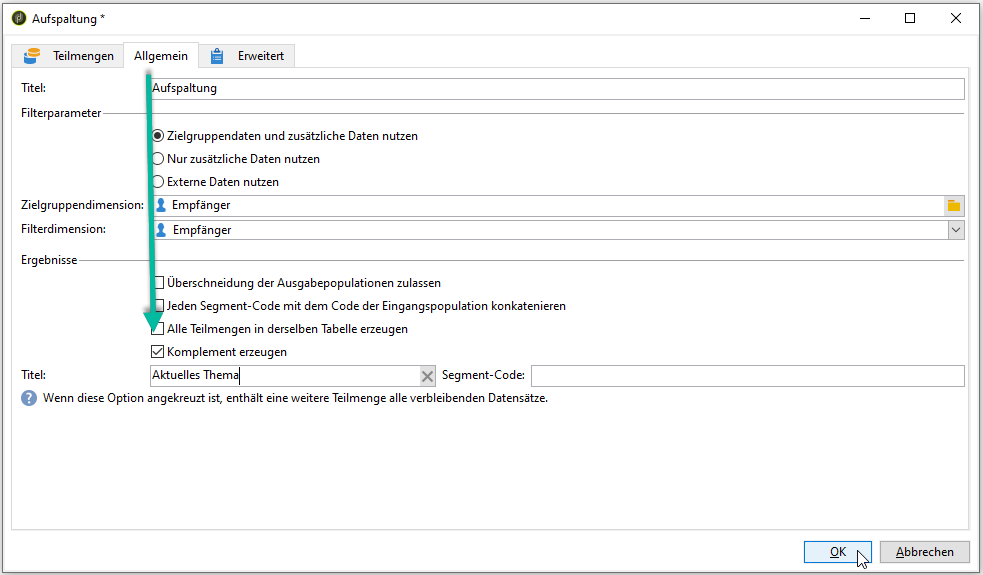 Aufspaltung *
Teilmengen Allgemein Erweitert
Titel: Aufspaltung
Filterparameter
Zielgruppendaten und zusätzliche Daten nutzen
Nur zusätzliche Daten nutzen
Externe Daten nutzen
Zielgruppendimension: Empfänger
Filterdimension: Empfänger
Ergebnisse
Überschneidung der Ausgabepopulationen zulassen
Jeden Segment-Code mit dem Code der Eingangspopulation konkatenieren
Alle Teilmengen in derselben Tabelle erzeugen
Komplement erzeugen
Titel: Aktuelles Thema Segment-Code:
? Wenn diese Option angekreuzt ist, enthält eine weitere Teilmenge alle verbleibenden Datensätze.
OK Abbrechen